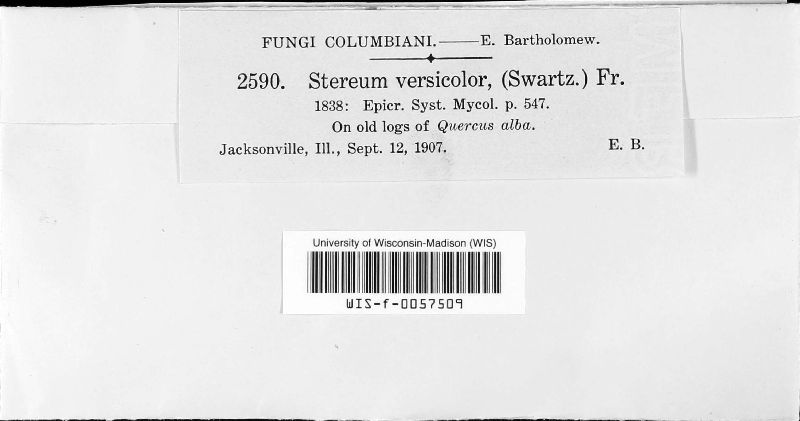 FUNGI COLUMBIANI.—E. Bartholomew.
2590. Stereum versicolor, (Swartz.) Fr.
1838: Epicr. Syst. Mycol. p. 547.
On old logs of Quercus alba.
Jacksonville, Ill., Sept. 12, 1907. E. B.
University of Wisconsin-Madison (WIS)
WIS-f-0057509